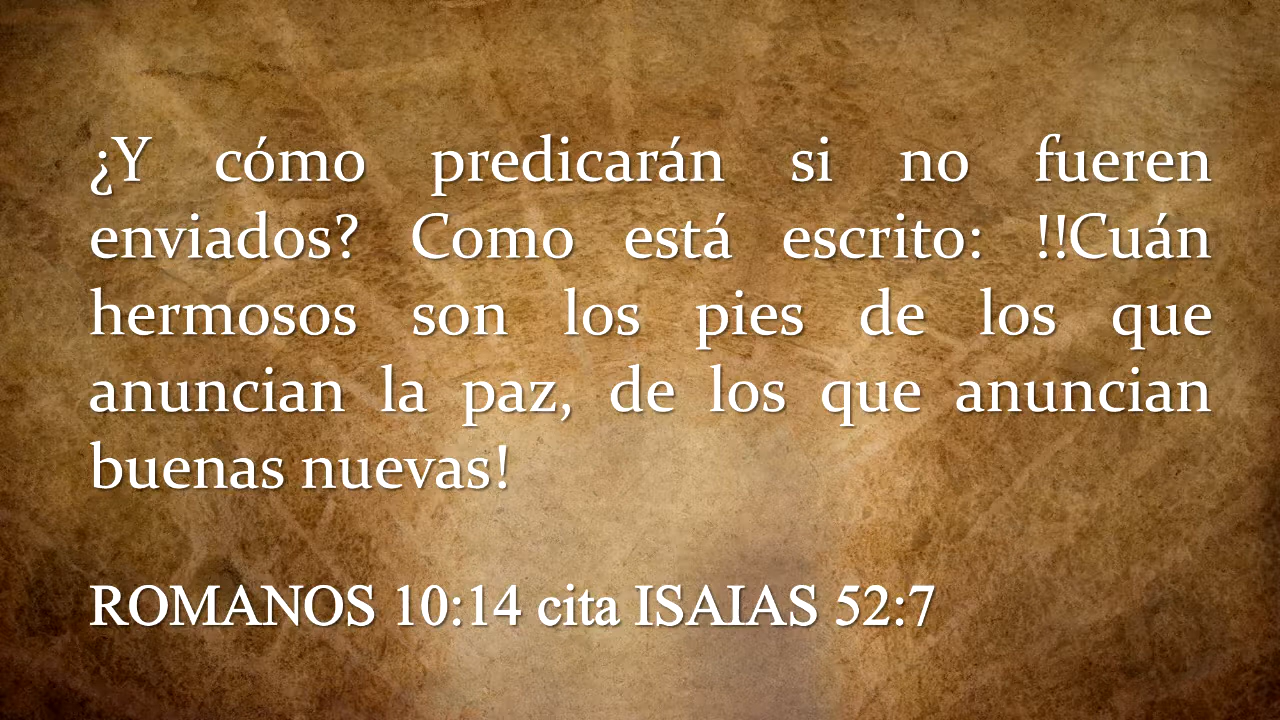 ¿Y cómo predicarán si no fueren
enviados? Como está escrito: !!Cuán
hermosos son los pies de los que
anuncian la paz, de los que anuncian
buenas nuevas!
ROMANOS 10:14 cita ISAIAS 52:7